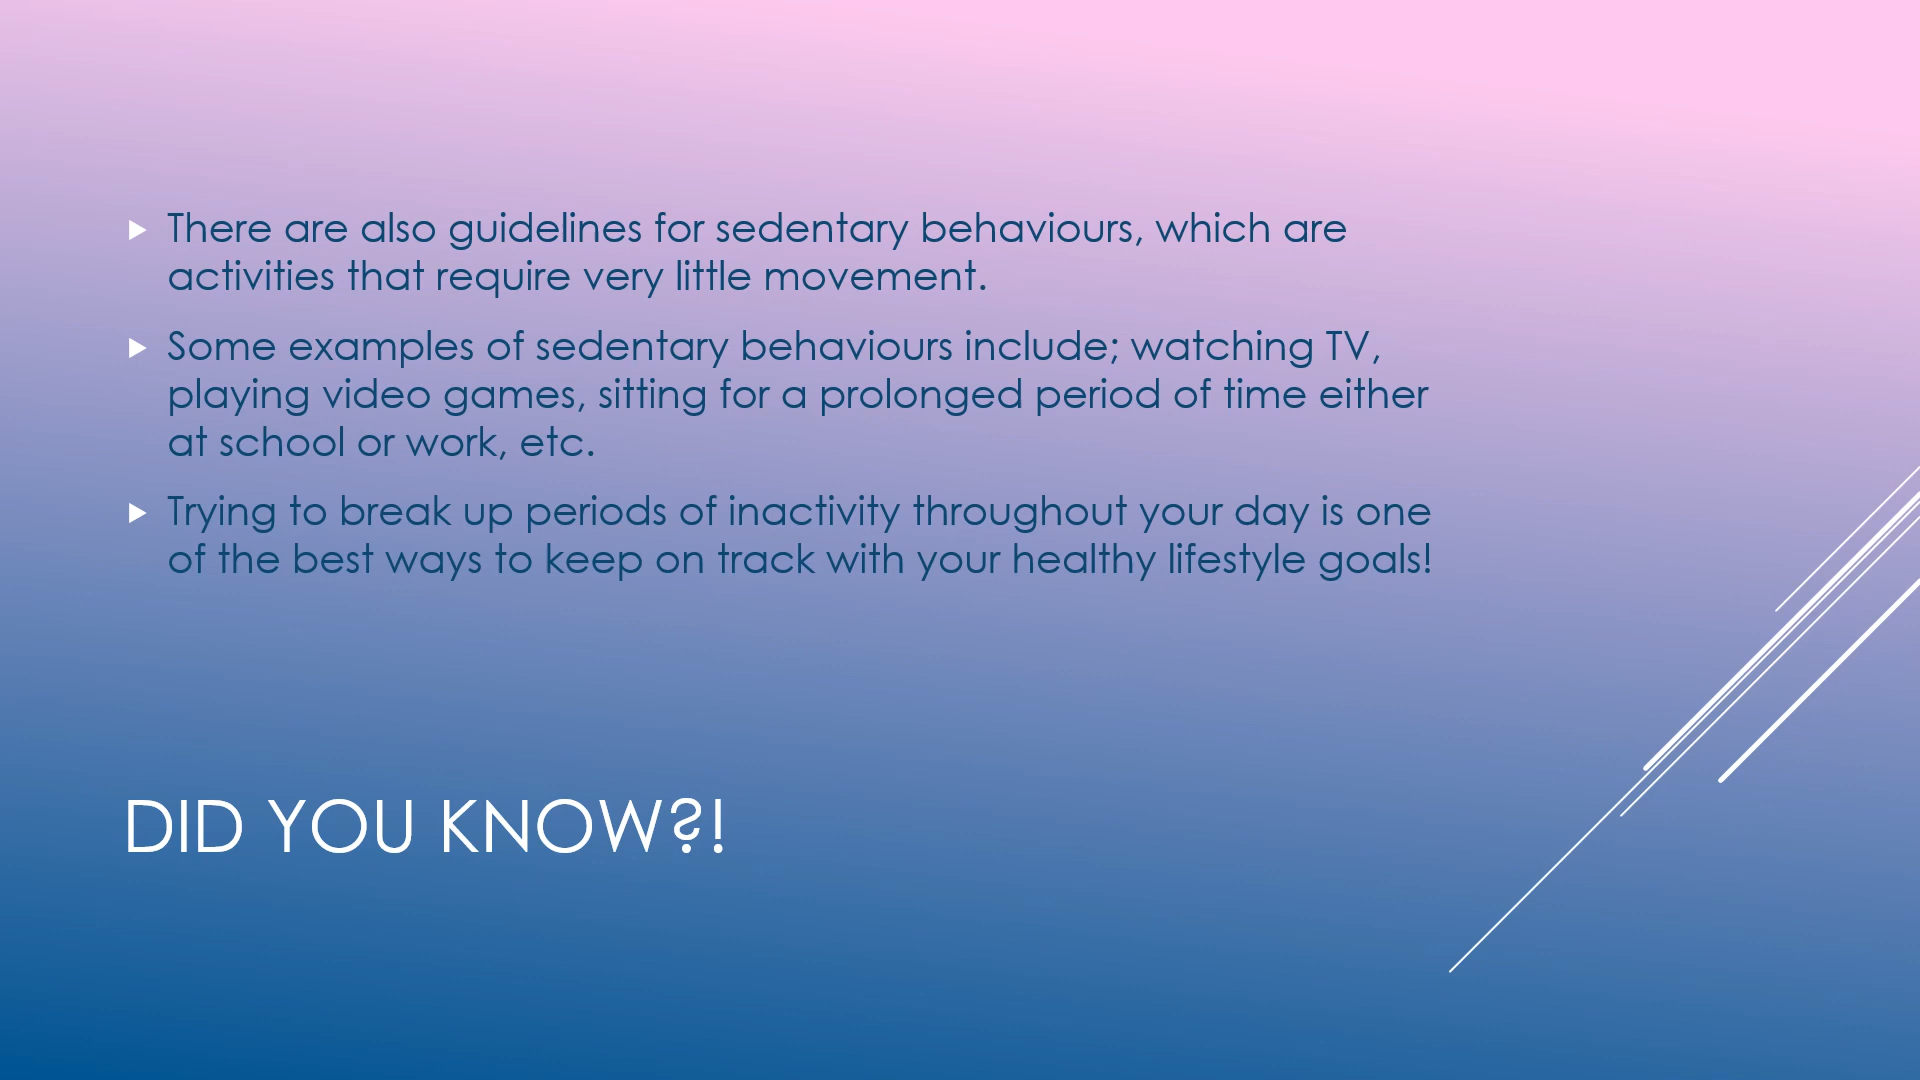 There are also guidelines for sedentary behaviours, which are
activities that require very little movement.
Some examples of sedentary behaviours include; watching TV,
playing video games, sitting for a prolonged period of time either
at school or work, etc.
Trying to break up periods of inactivity throughout your day is one
of the best ways to keep on track with your healthy lifestyle goals!
DID YOU KNOW?!